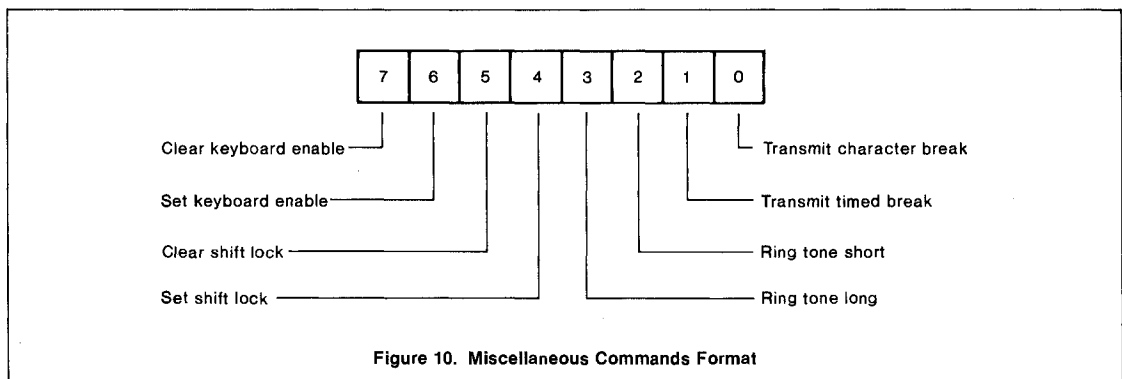 7 6 5 4 3 2 1 0
Clear keyboard enable
Transmit character break
Set keyboard enable
Transmit timed break
Clear shift lock
Ring tone short
Set shift lock
Ring tone long
Figure 10. Miscellaneous Commands Format